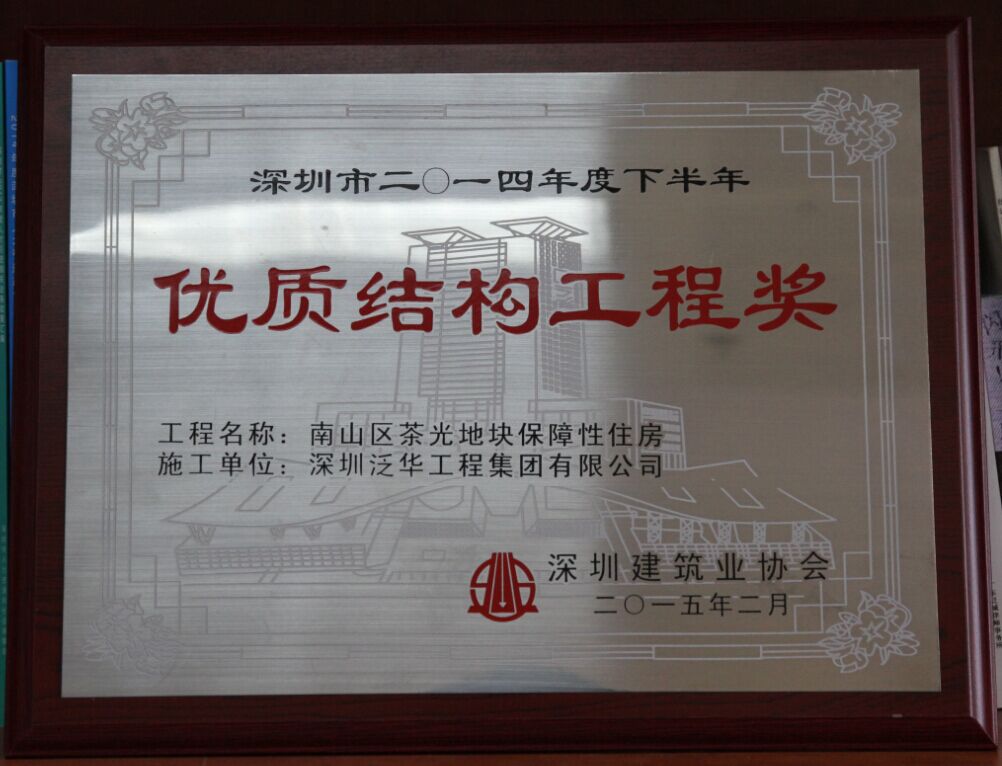 深圳市二〇一四年度下半年
优质结构工程奖
工程名称：南山区茶光地块保障性住房
施工单位：深圳泛华工程集团有限公司
深圳建筑业协会
二〇一五年二月